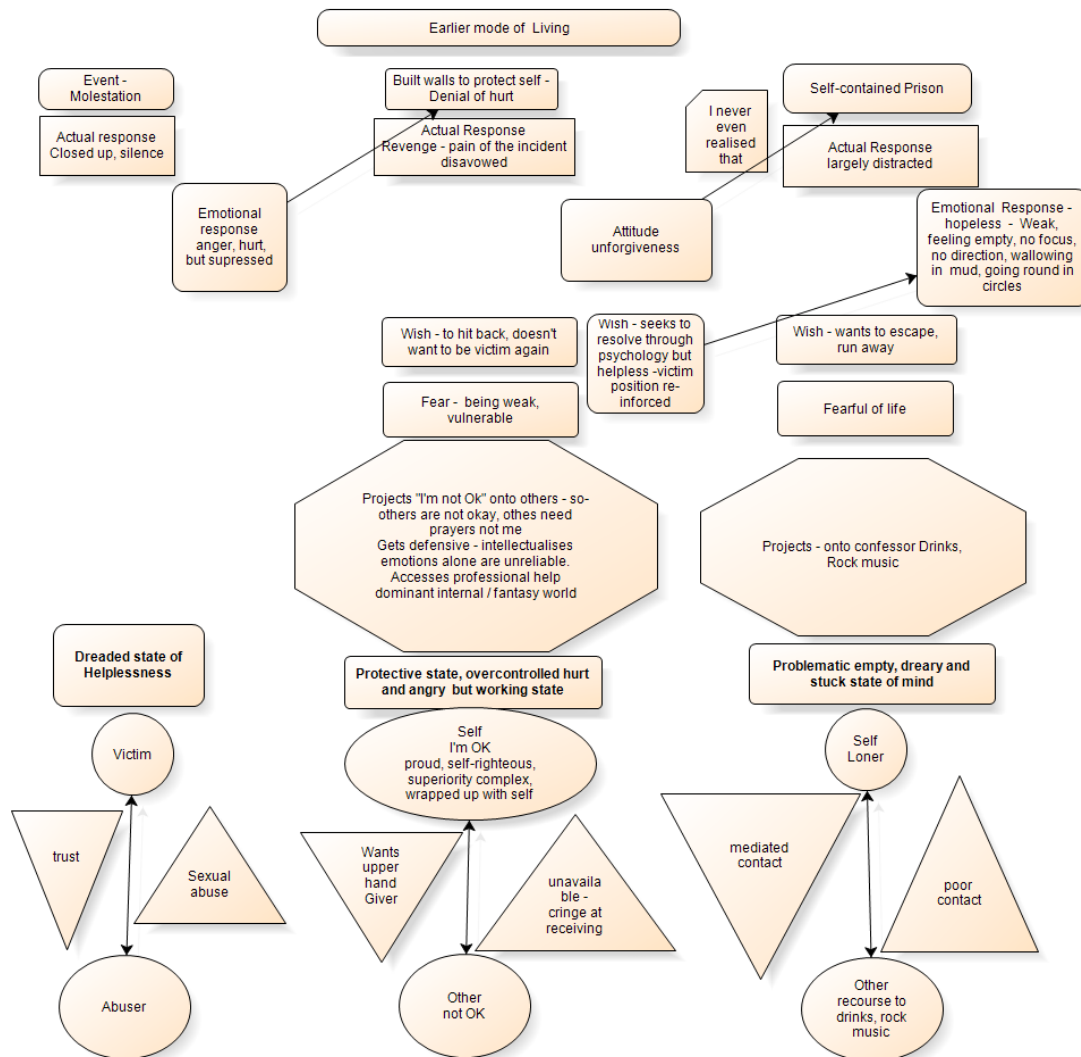 Earlier mode of Living
Event -
Molestation
Actual response
Closed up, silence
Emotional
response
anger, hurt,
but supressed
Built walls to protect self -
Denial of hurt
Actual Response
Revenge - pain of the incident
disavowed
I never
even
realised
that
Self-contained Prison
Actual Response
largely distracted
Attitude
unforgiveness
Emotional Response -
hopeless - Weak,
feeling empty, no focus,
no direction, wallowing
in mud, going round in
circles
Wish - to hit back, doesn't
want to be victim again
Wish - seeks to
resolve through
psychology but
helpless -victim
position re-
inforced
Wish - wants to escape,
run away
Fear - being weak,
vulnerable
Fearful of life
Projects "I'm not Ok" onto others - so-
others are not okay, othes need
prayers not me
Gets defensive - intellectualises
emotions alone are unreliable.
Accesses professional help
dominant internal / fantasy world
Projects - onto confessor Drinks,
Rock music
Dreaded state of
Helplessness
Protective state, overcontrolled hurt
and angry but working state
Problematic empty, dreary and
stuck state of mind
Victim
trust
Sexual
abuse
Abuser
Self
I'm OK
proud, self-righteous,
superiority complex,
wrapped up with self
Wants
upper
hand
Giver
unavaila
ble -
cringe at
receiving
Other
not OK
Self
Loner
mediated
contact
poor
contact
Other
recourse to
drinks, rock
music